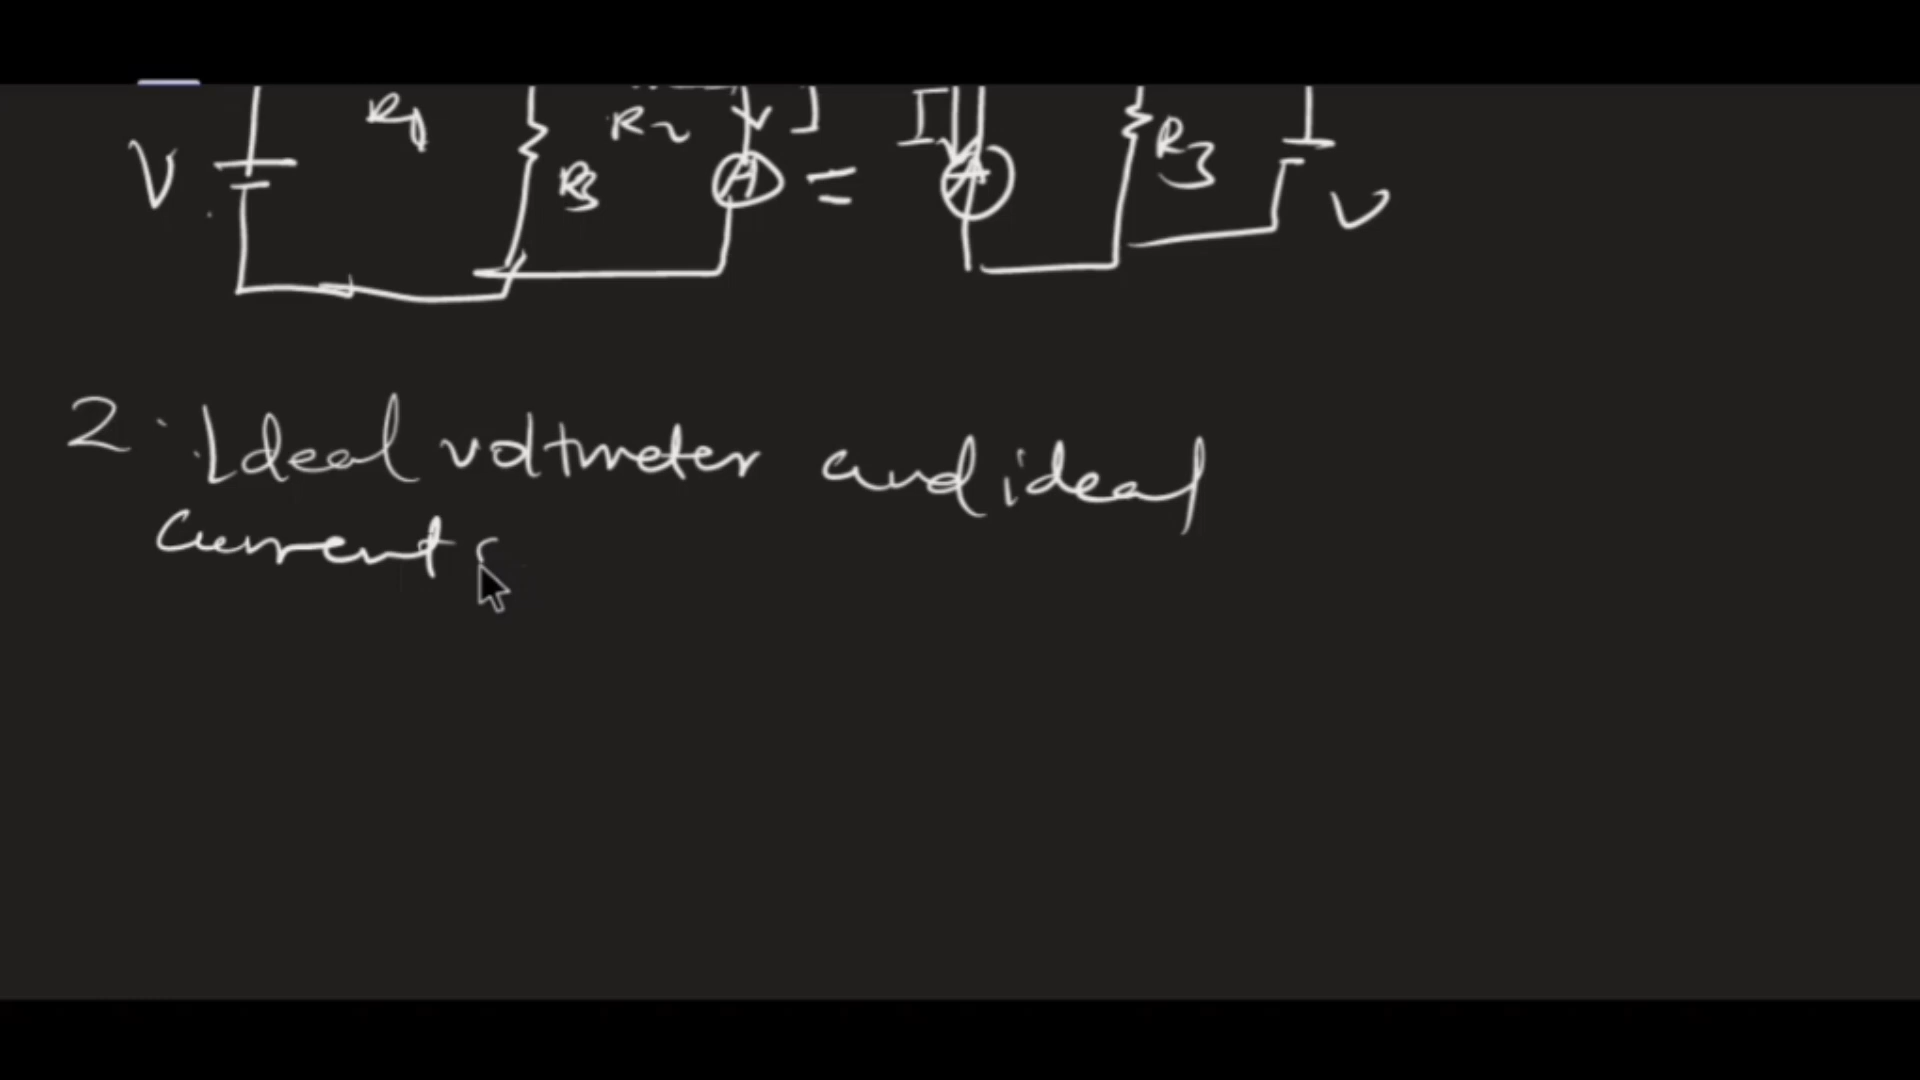 V R1 R3 R2 I A = I A R3 V
2. Ideal voltmeter and ideal
current s